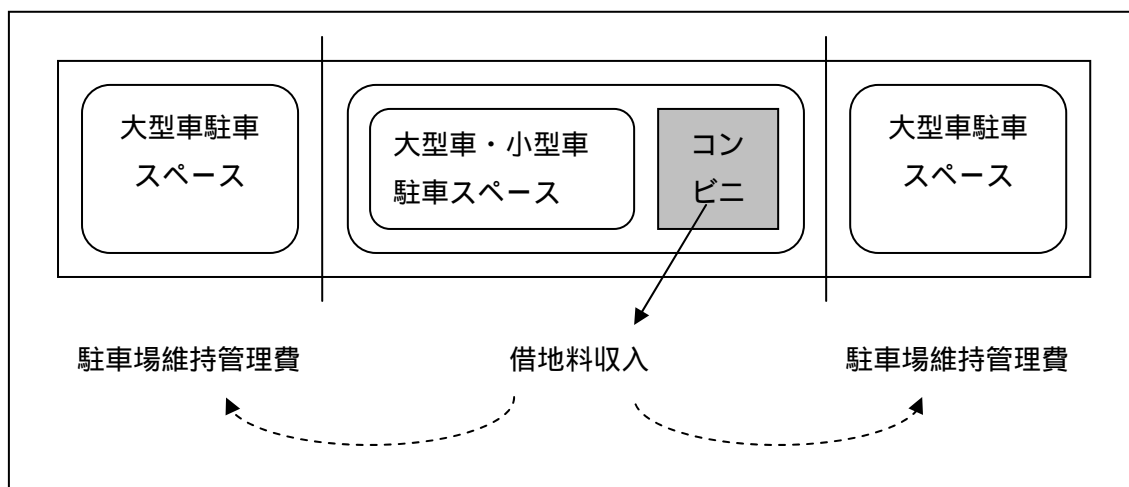 大型車駐車
スペース
大型車・小型車
駐車スペース
コン
ビニ
大型車駐車
スペース
駐車場維持管理費
借地料収入
駐車場維持管理費